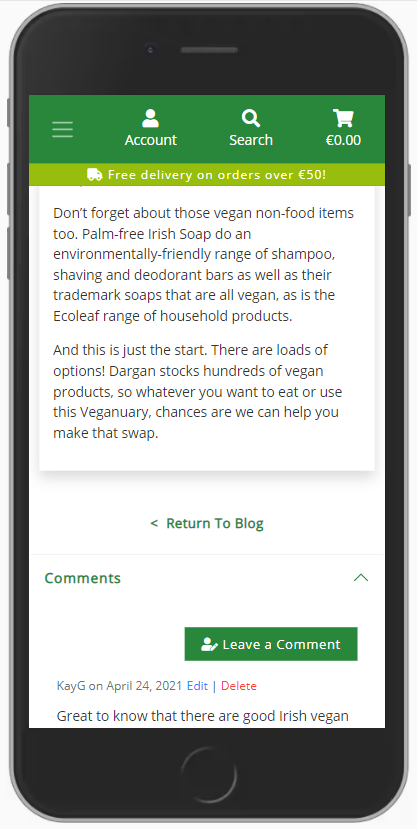 Account
Search
€0.00
Free delivery on orders over €50!
Don’t forget about those vegan non-food items
too. Palm-free Irish Soap do an
environmentally-friendly range of shampoo,
shaving and deodorant bars as well as their
trademark soaps that are all vegan, as is the
Ecoleaf range of household products.
And this is just the start. There are loads of
options! Dargan stocks hundreds of vegan
products, so whatever you want to eat or use
this Veganuary, chances are we can help you
make that swap.
< Return To Blog
Comments
Leave a Comment
KayG on April 24, 2021 Edit | Delete
Great to know that there are good Irish vegan